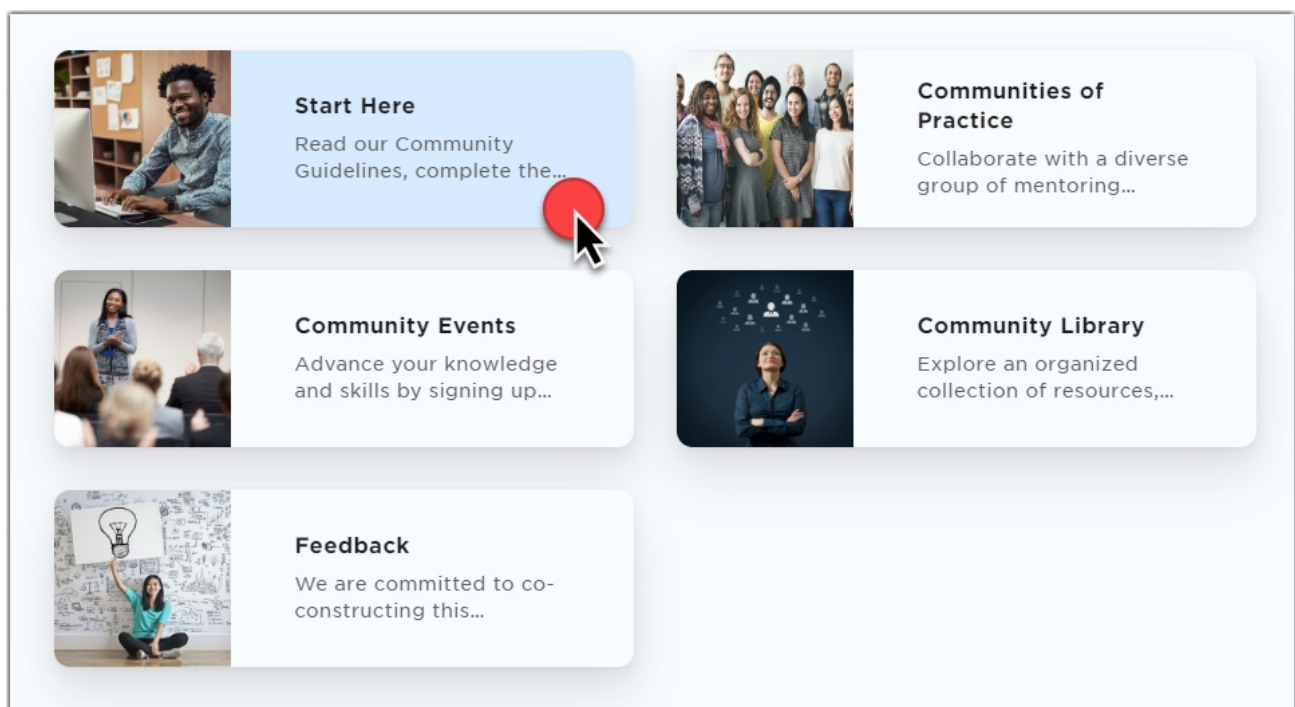 Start Here
Read our Community
Guidelines, complete the...
Communities of
Practice
Collaborate with a diverse
group of mentoring...
Community Events
Advance your knowledge
and skills by signing up...
Community Library
Explore an organized
collection of resources,...
Feedback
We are committed to co-
constructing this...